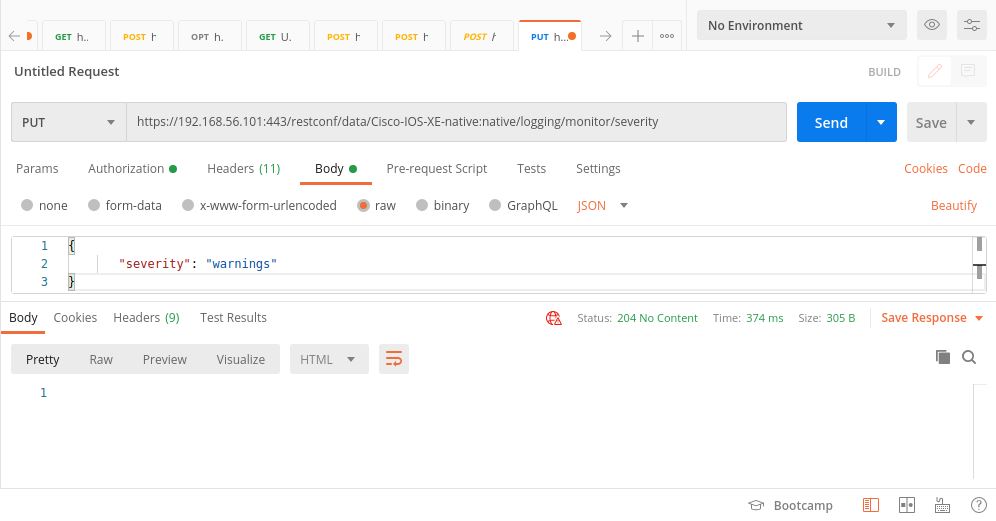 GET h..
POST h
OPT h.
GET U.
POST h
POST h
POST h
PUT h...
No Environment
Untitled Request
BUILD
PUT
https://192.168.56.101:443/restconf/data/Cisco-IOS-XE-native:native/logging/monitor/severity
Send
Save
Params Authorization Headers (11) Body Pre-request Script Tests Settings Cookies Code
none form-data x-www-form-urlencoded raw binary GraphQL JSON Beautify
1 {
2 "severity": "warnings"
3 }
Body Cookies Headers (9) Test Results Status: 204 No Content Time: 374 ms Size: 305 B Save Response
Pretty Raw Preview Visualize HTML
1
Bootcamp